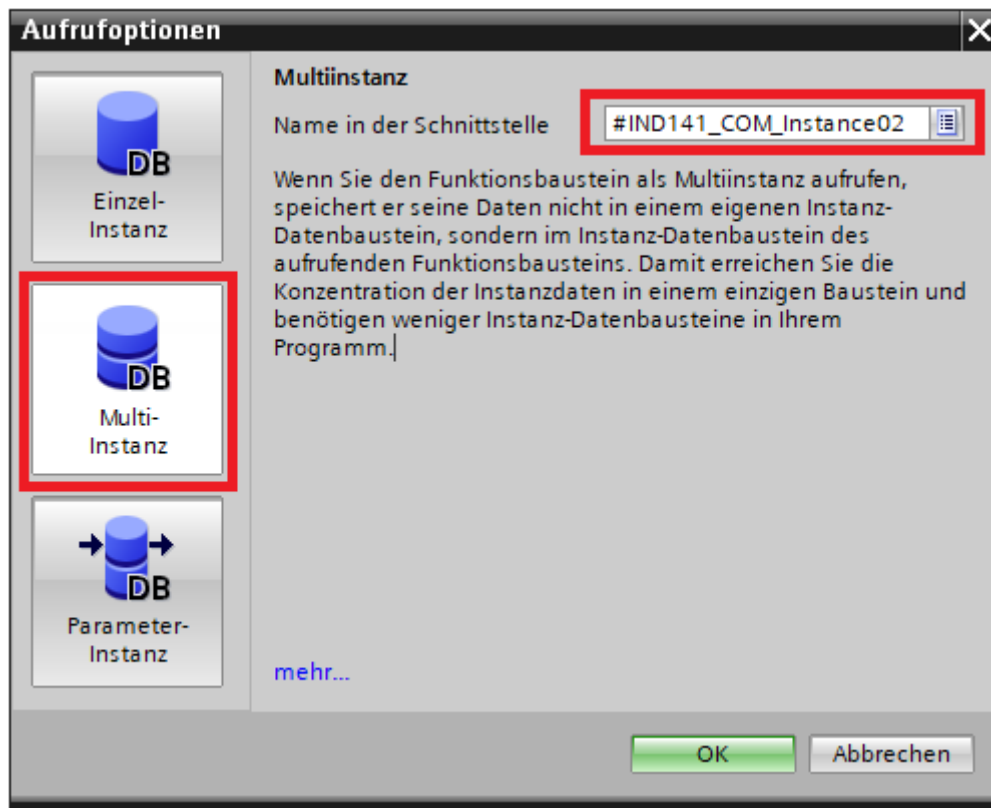 Aufrufoptionen
DB
Einzel-
Instanz
DB
Multi-
Instanz
DB
Parameter-
Instanz
Multiinstanz
Name in der Schnittstelle
#IND141_COM_Instance02
Wenn Sie den Funktionsbaustein als Multiinstanz aufrufen,
speichert er seine Daten nicht in einem eigenen Instanz-
Datenbaustein, sondern im Instanz-Datenbaustein des
aufrufenden Funktionsbausteins. Damit erreichen Sie die
Konzentration der Instanzdaten in einem einzigen Baustein und
benötigen weniger Instanz-Datenbausteine in Ihrem
Programm.
mehr...
OK
Abbrechen